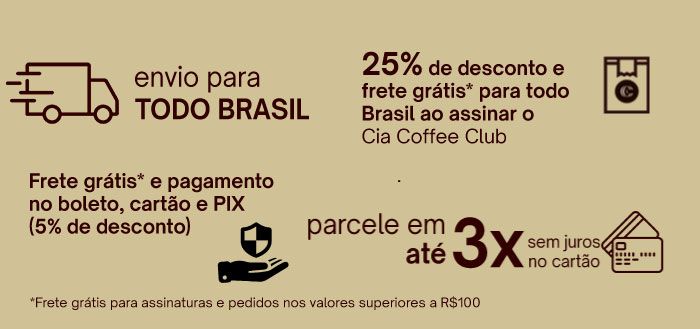 envio para
TODO BRASIL
25% de desconto e
frete grátis* para todo
Brasil ao assinar o
Cia Coffee Club
Frete grátis* e pagamento
no boleto, cartão e PIX
(5% de desconto)
parcele em
até 3x sem juros
no cartão
*Frete grátis para assinaturas e pedidos nos valores superiores a R$100